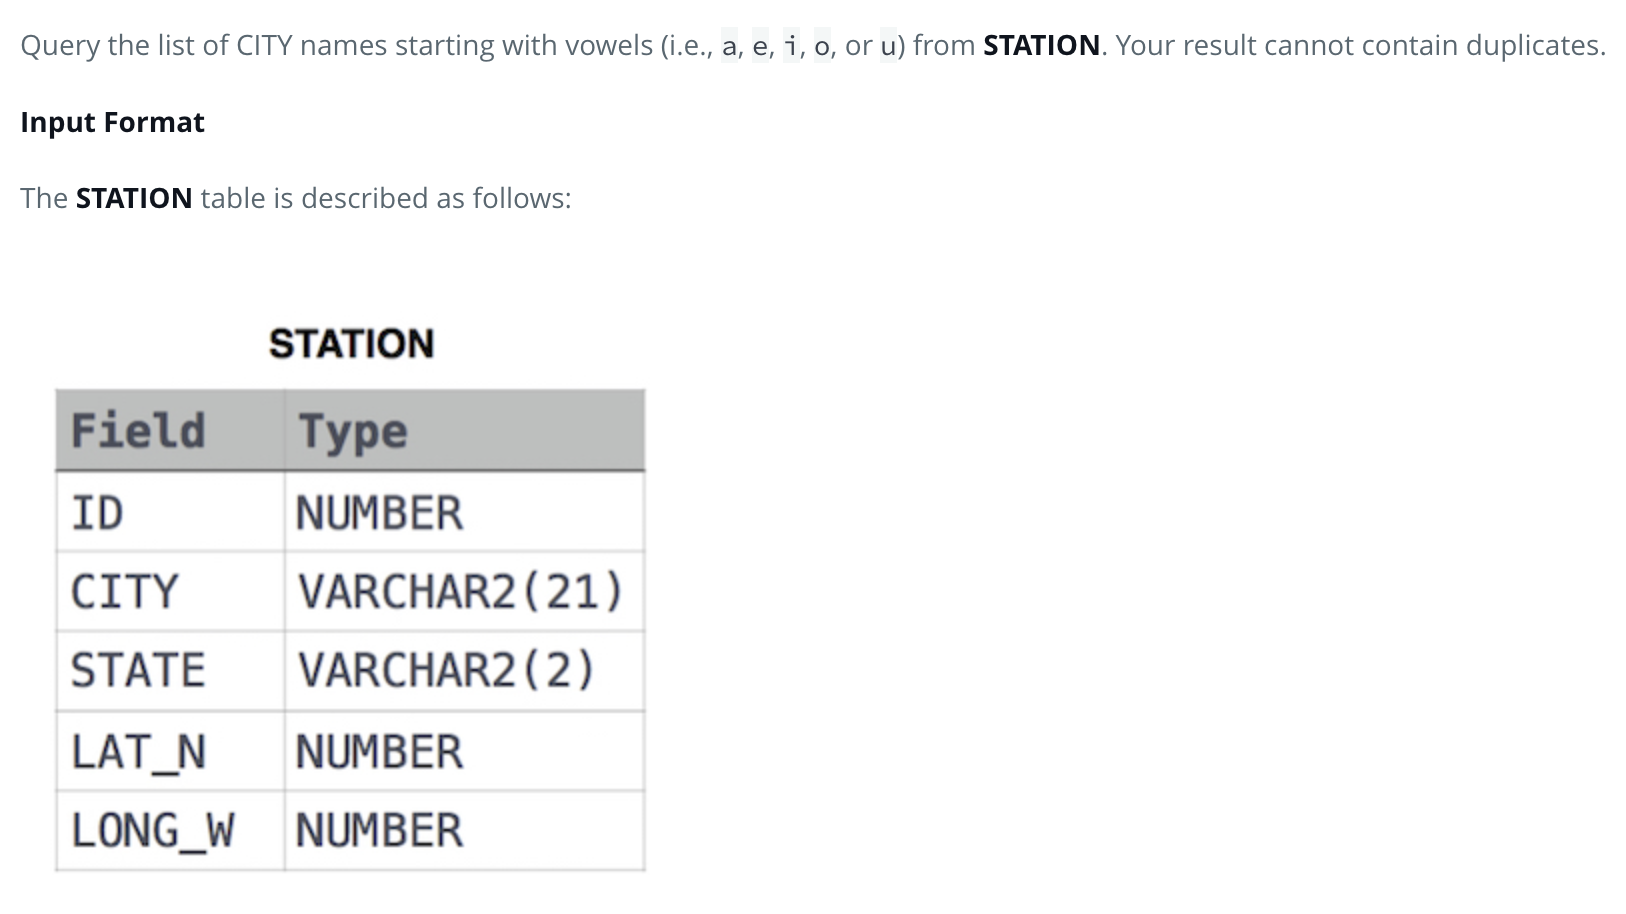 Query the list of CITY names starting with vowels (i.e., a, e, i, o, or u) from STATION. Your result cannot contain duplicates.
Input Format
The STATION table is described as follows:
STATION
Field Type
ID NUMBER
CITY VARCHAR2(21)
STATE VARCHAR2(2)
LAT_N NUMBER
LONG_W NUMBER